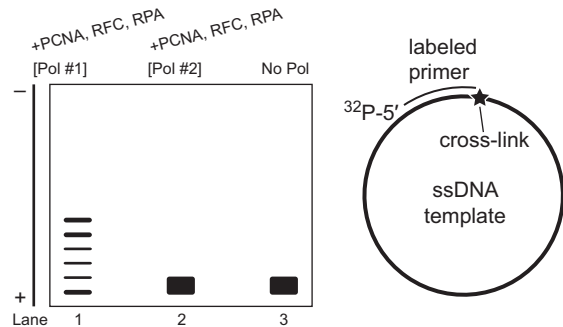 +PCNA, RFC, RPA
+PCNA, RFC, RPA
[Pol #1]
[Pol #2]
No Pol
–
+
Lane
1
2
3
labeled
primer
32P-5′
cross-link
ssDNA
template